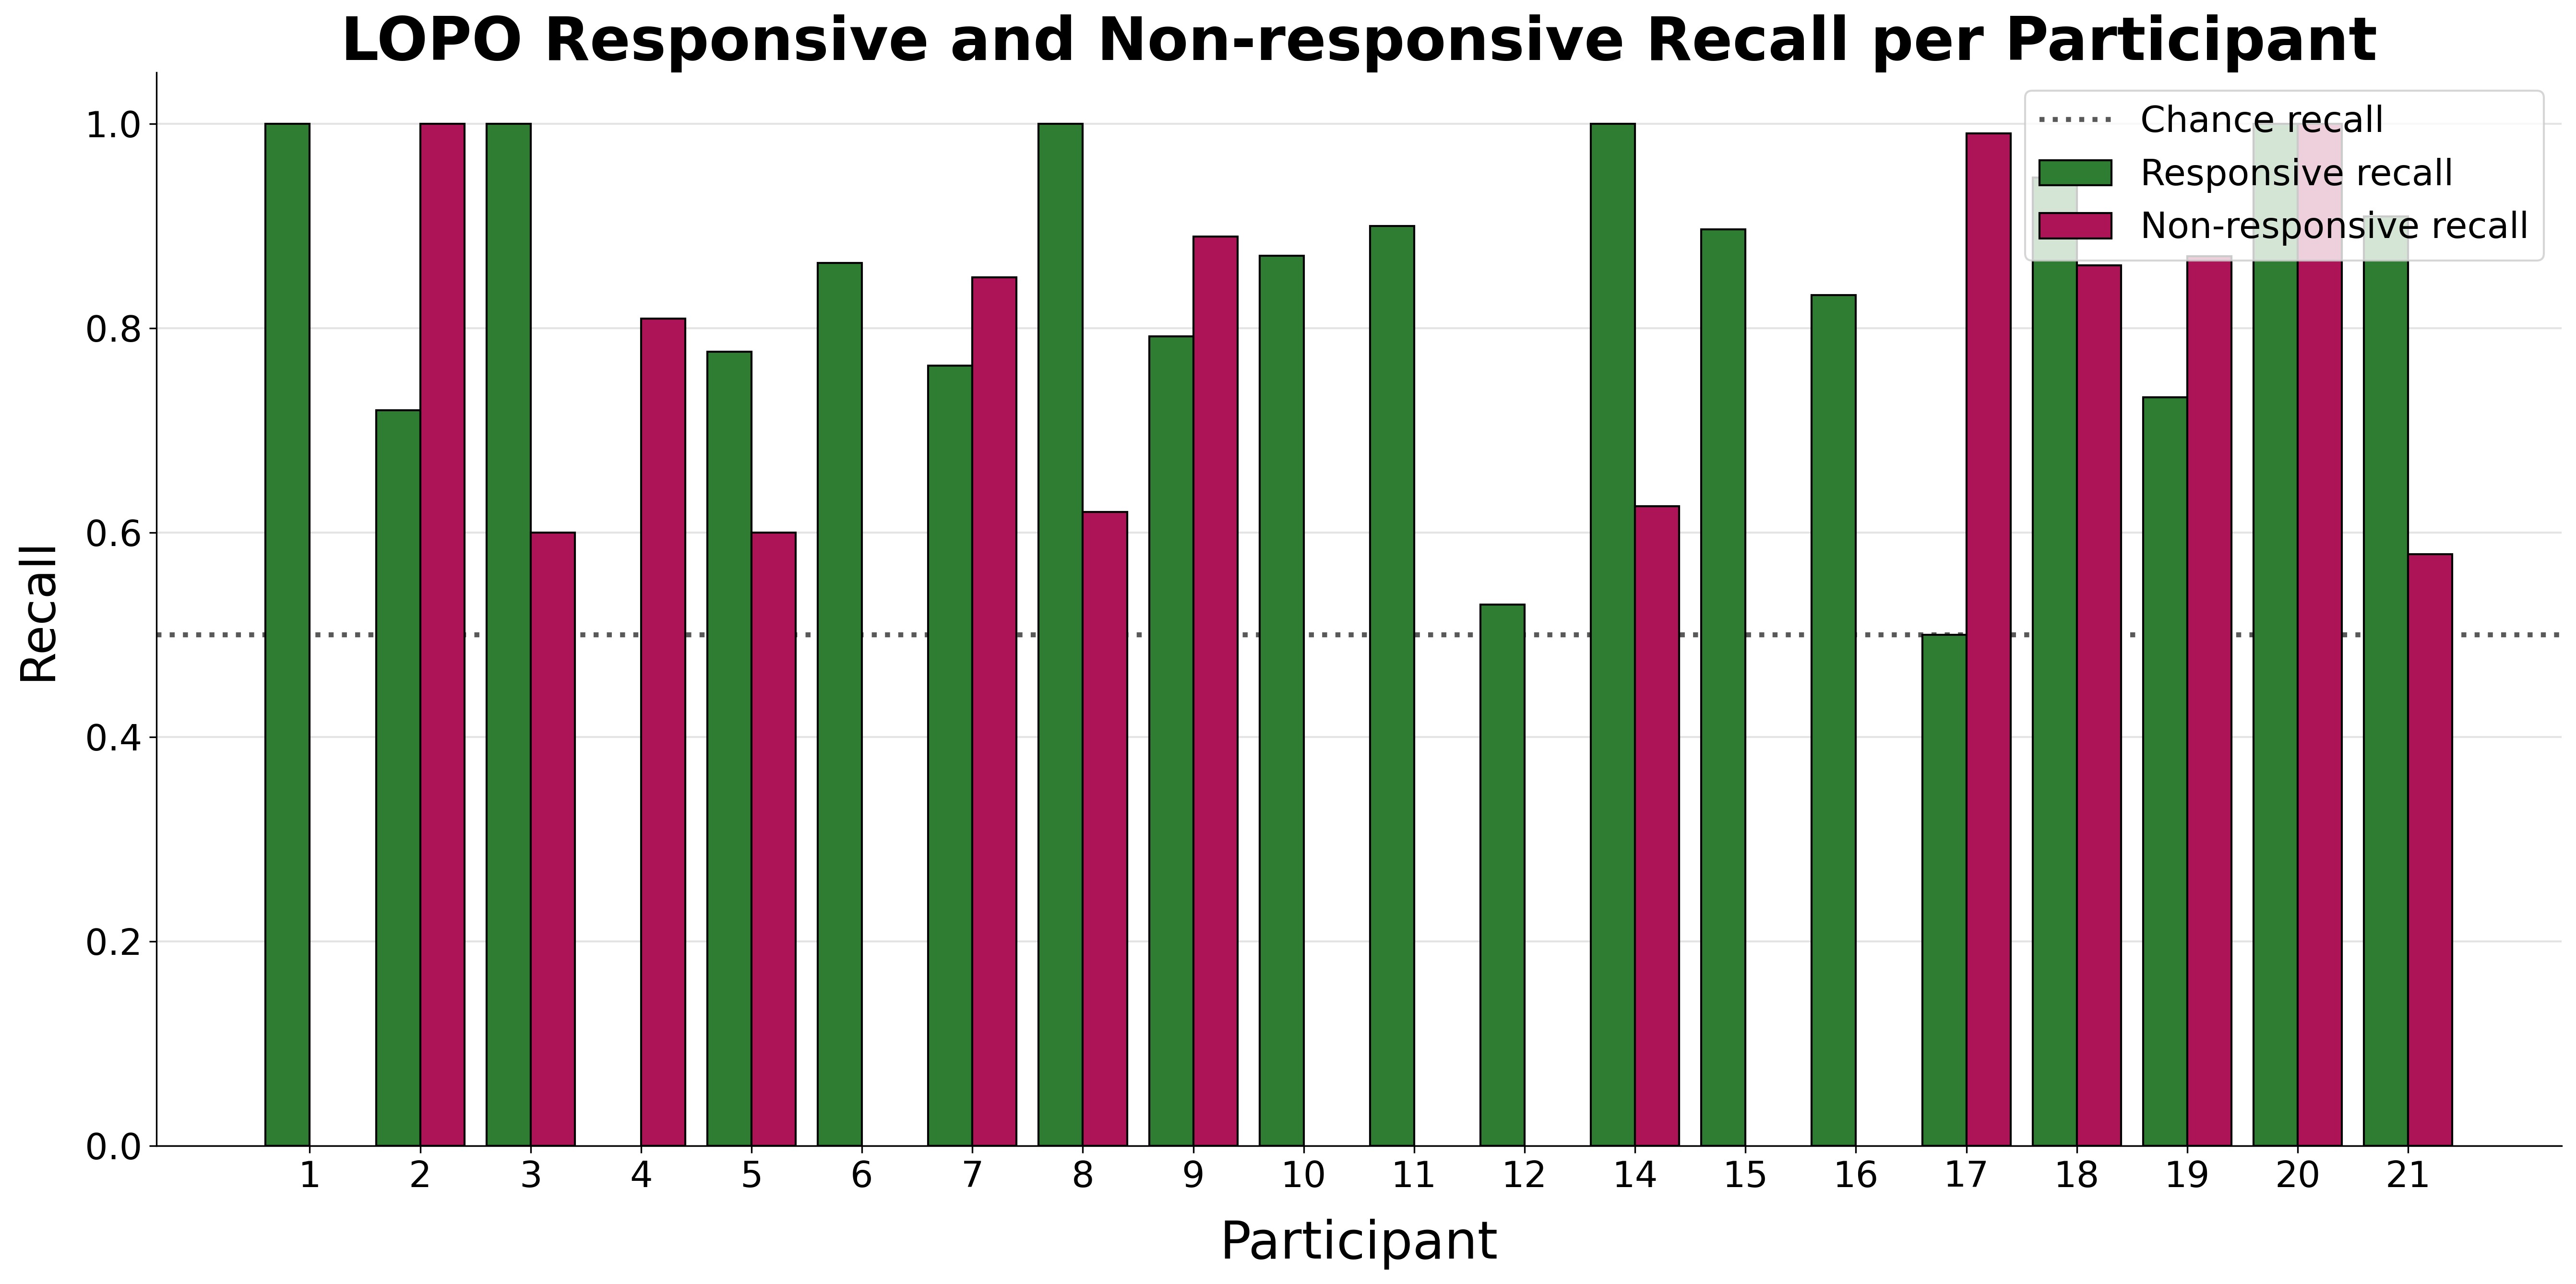 LOPO Responsive and Non-responsive Recall per Participant
Chance recall
Responsive recall
Non-responsive recall
Recall
1.0
0.8
0.6
0.4
0.2
0.0
1 2 3 4 5 6 7 8 9 10 11 12 14 15 16 17 18 19 20 21
Participant